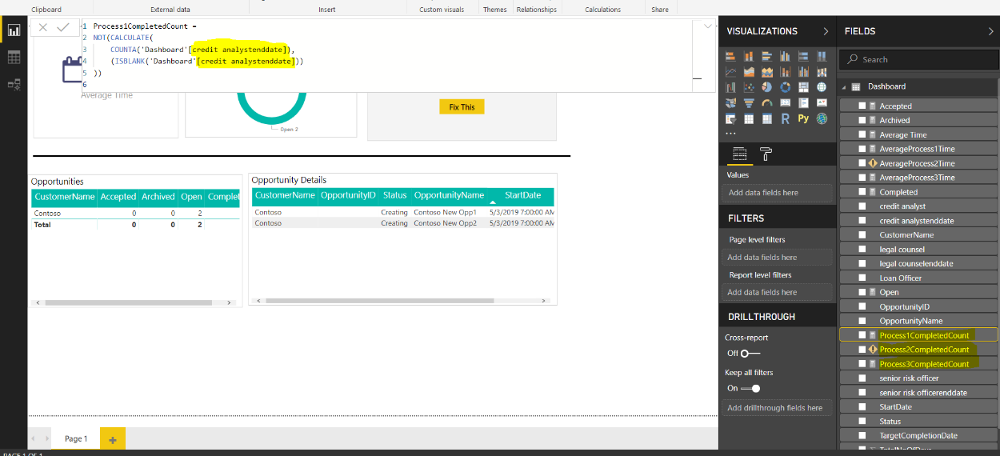 Clipboard
External data
Insert
Custom visuals
Themes
Relationships
Calculations
Share
1 Process1CompletedCount =
2 NOT(CALCULATE(
3 COUNTA('Dashboard'[credit analystenddate]),
4 (ISBLANK('Dashboard'[credit analystenddate]))
5 ))
6
Average Time
Open 2
Fix This
Opportunities
CustomerName Accepted Archived Open
Contoso 0 0 2
Total 0 0 2
Opportunity Details
CustomerName OpportunityID Status OpportunityName StartDate
Contoso Creating Contoso New Opp1 5/3/2019 7:00:00 AM
Contoso Creating Contoso New Opp2 5/3/2019 7:00:00 AM
Page 1
PAGE 1 OF 1
VISUALIZATIONS
R Py
Values
Add data fields here
FILTERS
Page level filters
Add data fields here
Report level filters
Add data fields here
DRILLTHROUGH
Cross-report
Off
Keep all filters
On
Add drillthrough fields here
FIELDS
Search
Dashboard
Accepted
Archived
Average Time
AverageProcess1Time
AverageProcess2Time
AverageProcess3Time
Completed
credit analyst
credit analystenddate
CustomerName
legal counsel
legal counselenddate
Loan Officer
Open
OpportunityID
OpportunityName
Process1CompletedCount
Process2CompletedCount
Process3CompletedCount
senior risk officer
senior risk officerenddate
StartDate
Status
TargetCompletionDate